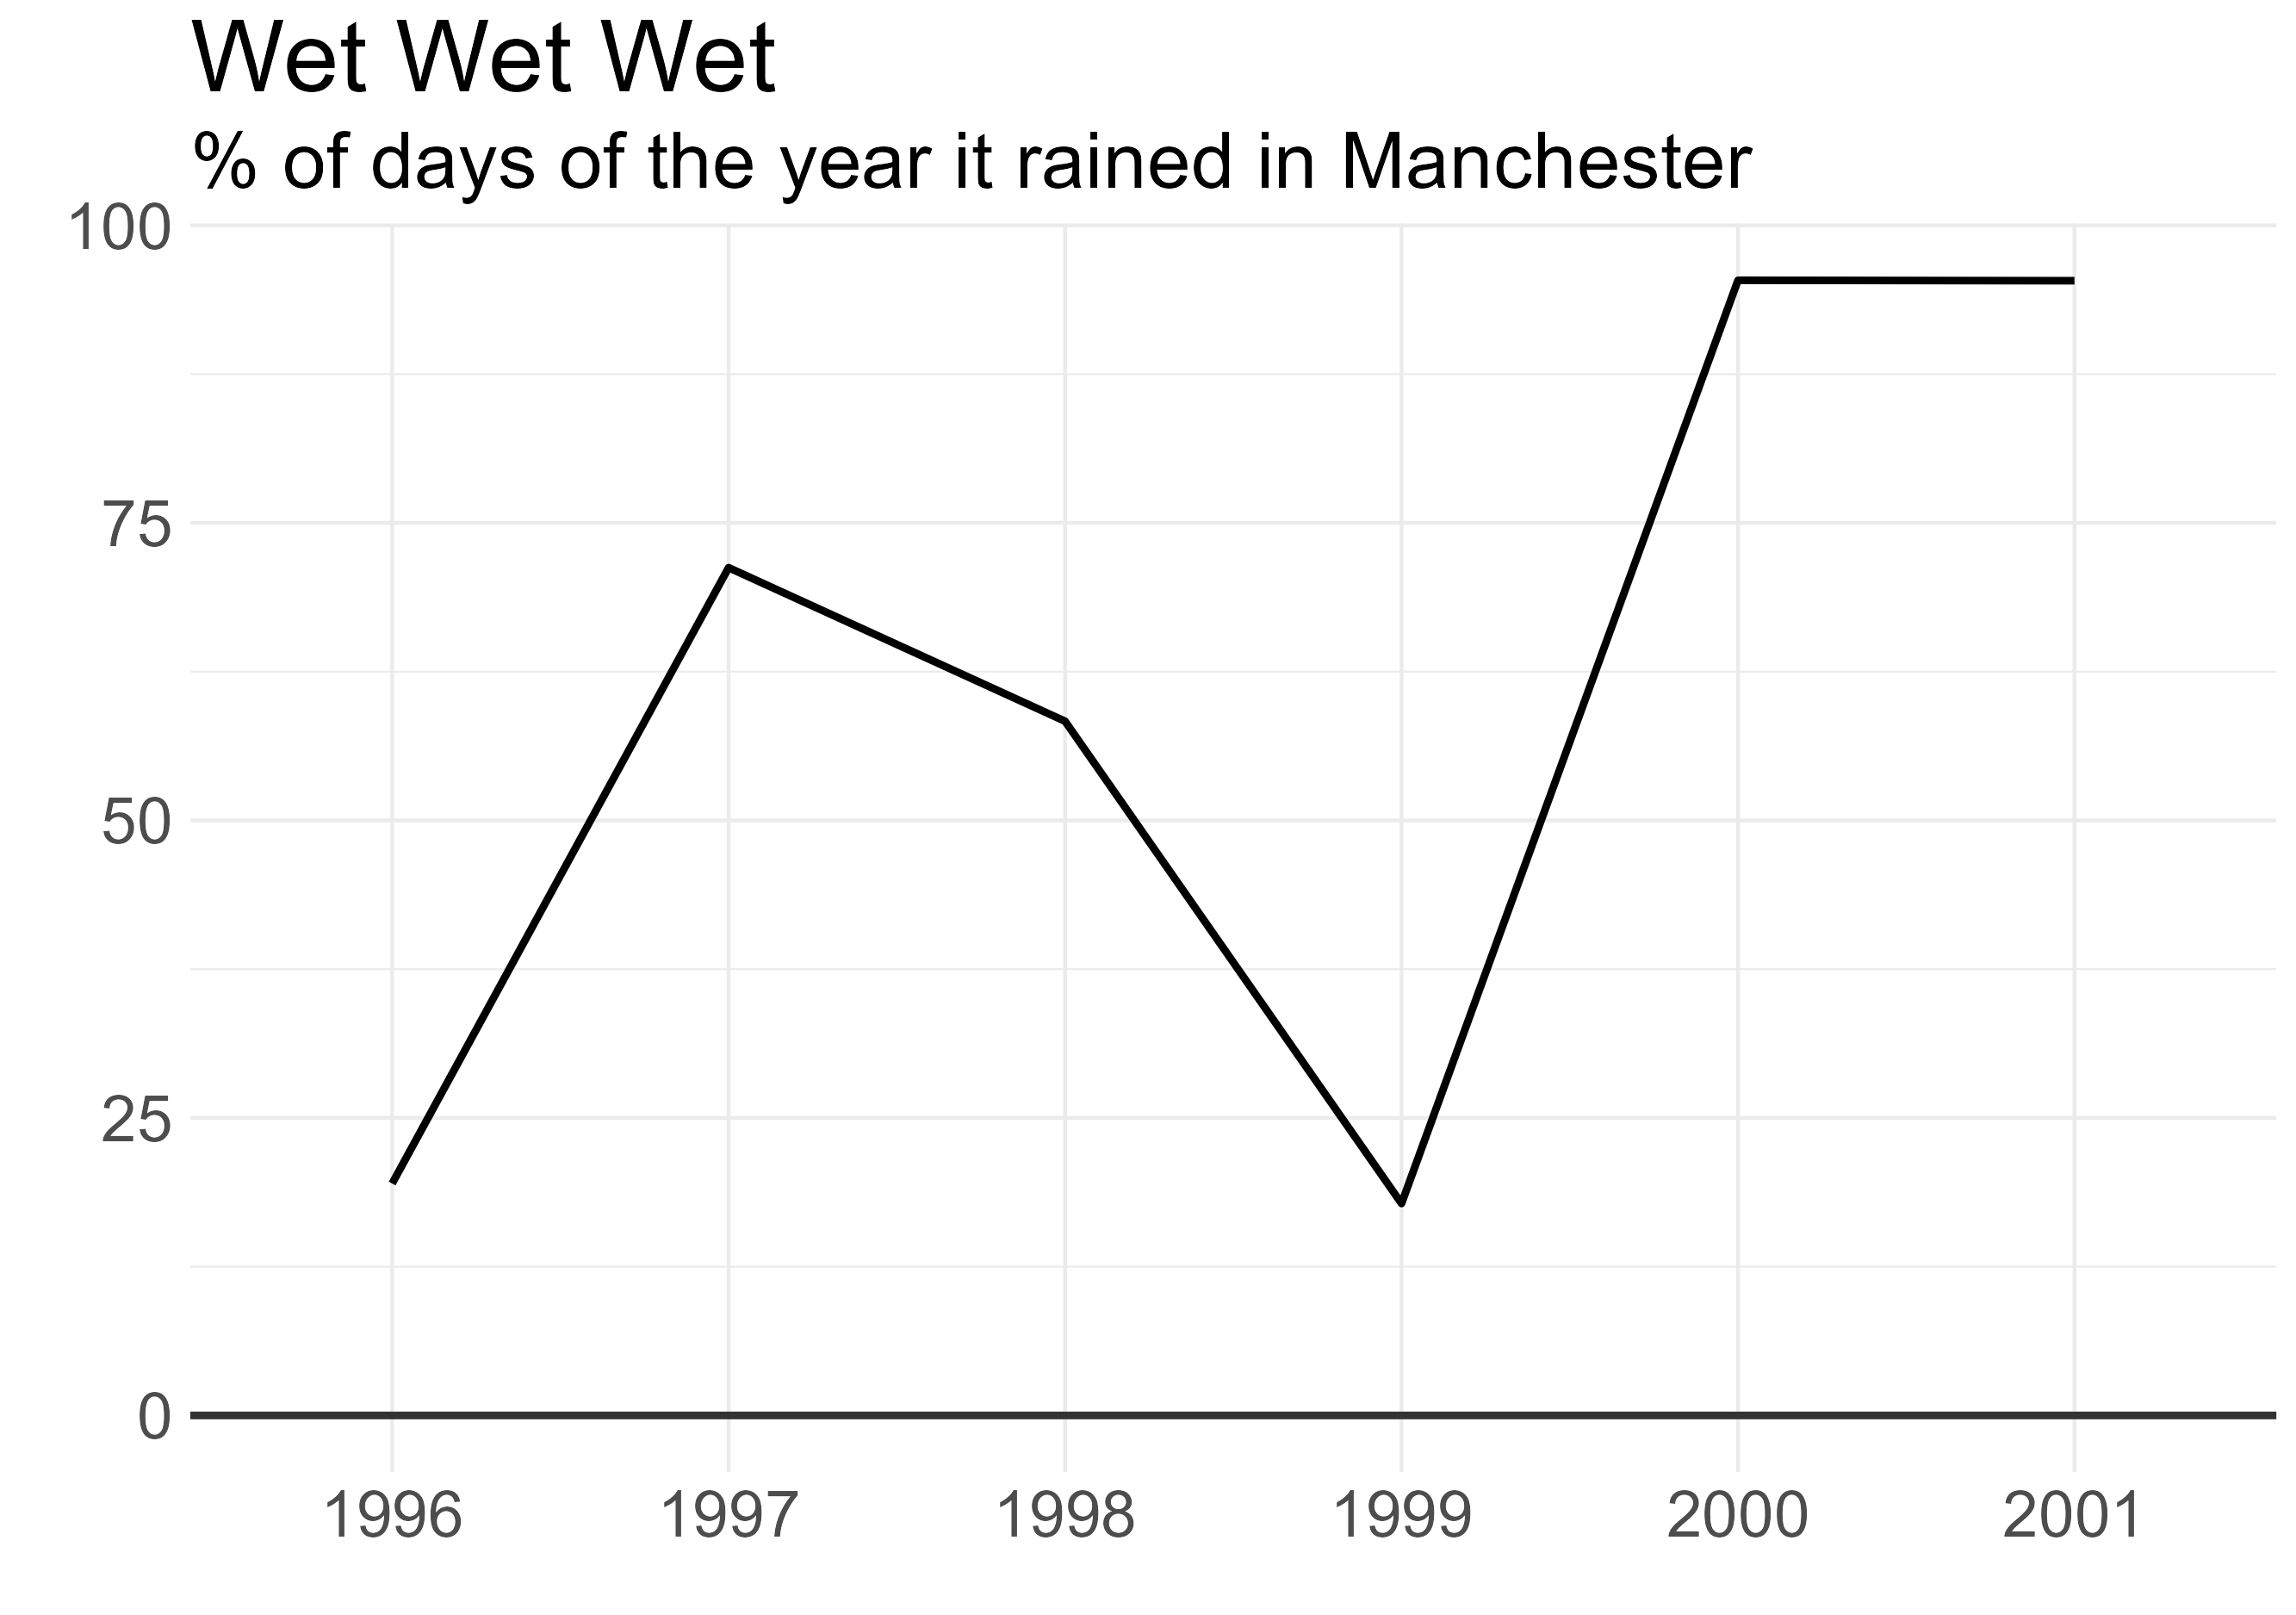 Wet Wet Wet
% of days of the year it rained in Manchester
100
75
50
25
0
1996 1997 1998 1999 2000 2001